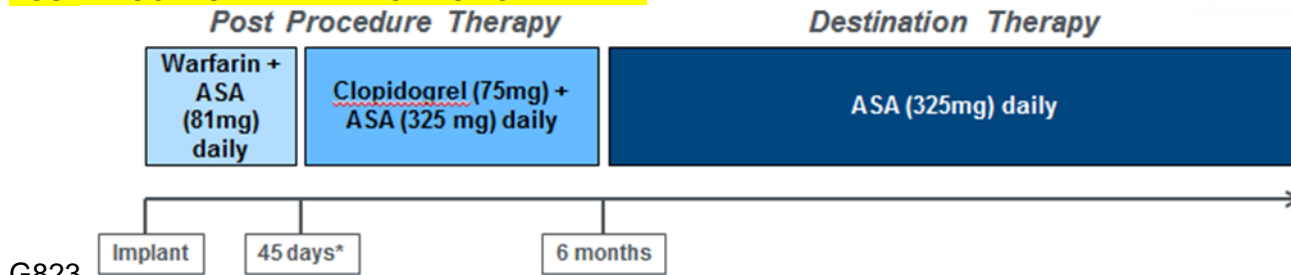 Post Procedure Therapy
Destination Therapy
Warfarin +
ASA
(81mg)
daily
Clopidogrel (75mg) +
ASA (325 mg) daily
ASA (325mg) daily
Implant
45 days*
6 months